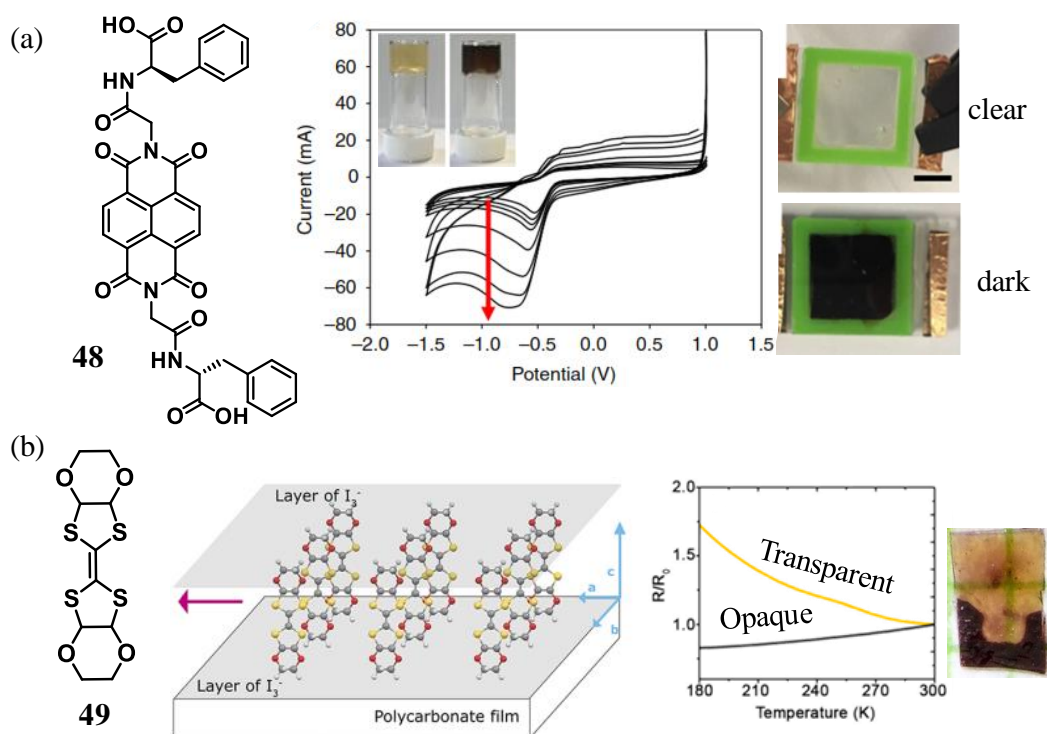 (a)
HO
O
HN
O
O
N
O
O
N
O
O
HN
O
OH
48
Current (mA)
80
60
40
20
0
−20
−40
−60
−80
−2.0 −1.5 −1.0 −0.5 0.0 0.5 1.0 1.5
Potential (V)
clear
dark
(b)
O O
S S
S S
O O
49
Layer of I3-
c
a
b
Layer of I3-
Polycarbonate film
R/R0
2.0
1.5
1.0
Transparent
Opaque
180 210 240 270 300
Temperature (K)